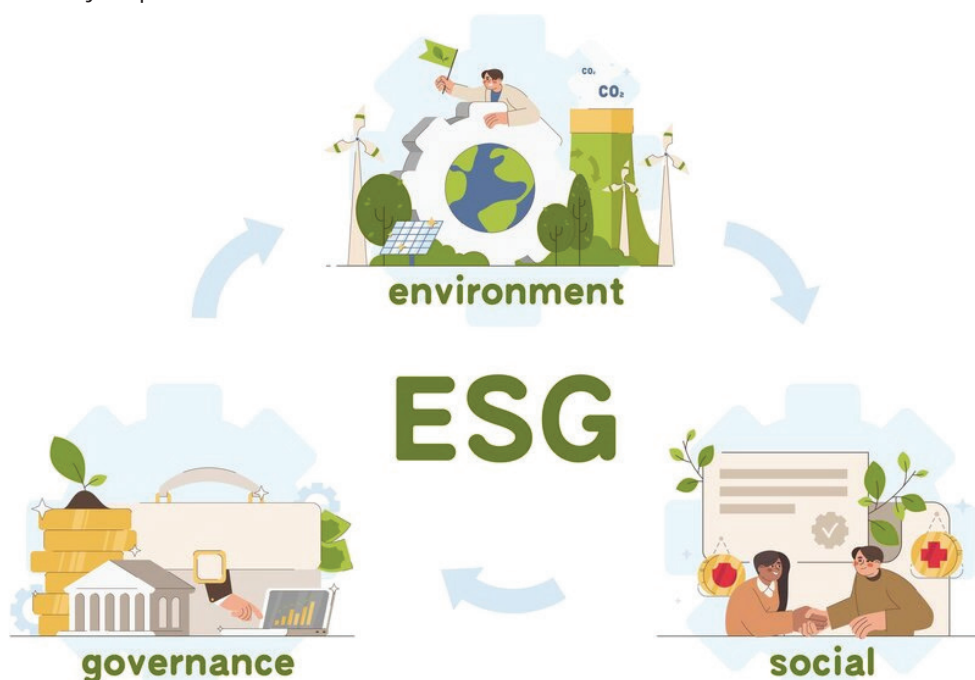 CO₂
CO₂
environment
ESG
governance
social